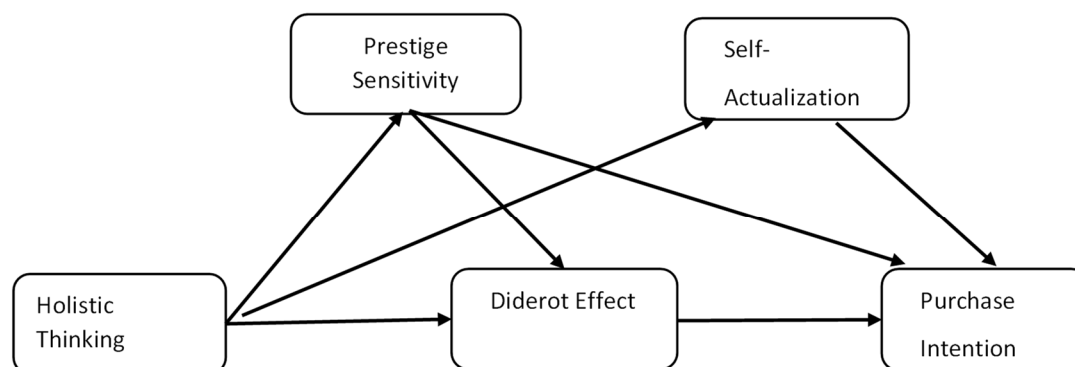 Prestige
Sensitivity
Self-
Actualization
Holistic
Thinking
Diderot Effect
Purchase
Intention